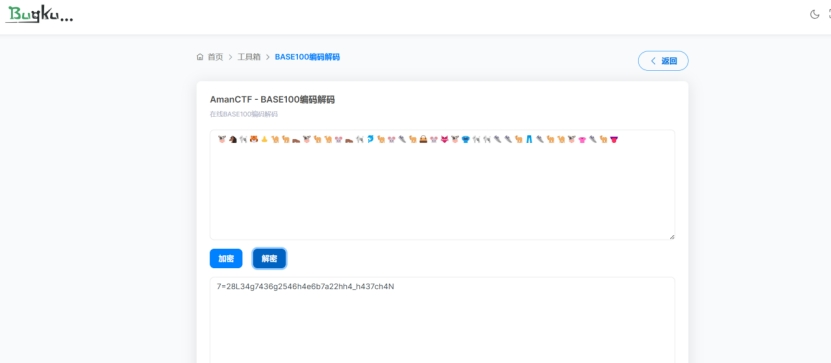 Bugku...
首页 > 工具箱 > BASE100编码解码
< 返回
AmanCTF - BASE100编码解码
在线BASE100编码解码
加密 解密
7=28L34g7436g2546h4e6b7a22hh4_h437ch4N